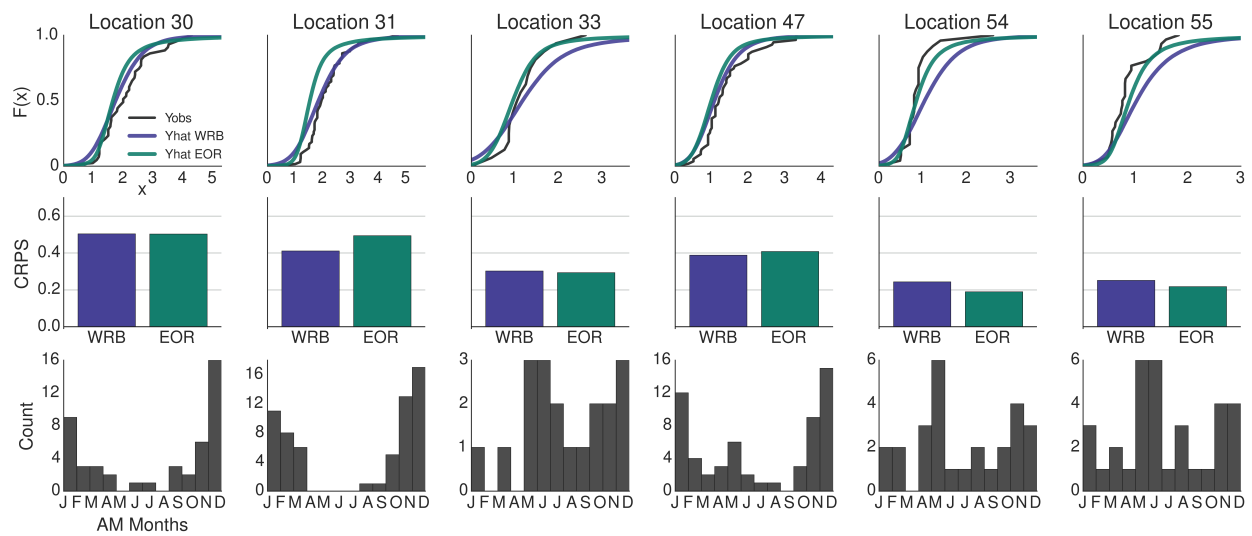 Location 30 Location 31 Location 33 Location 47 Location 54 Location 55
1.0
0.5
0
F(x)
Yobs
Yhat WRB
Yhat EOR
0 1 2 3 4 5 0 1 2 3 4 5 0 1 2 3 0 1 2 3 4 0 1 2 3 0 1 2 3
x
0.6
0.4
0.2
0.0
CRPS
WRB EOR WRB EOR WRB EOR WRB EOR WRB EOR WRB EOR
16 16 3 16 6 6
12 12 2 12 4 4
8 8 1 8 2 2
4 4 0 4 0 0
0 0 0
Count
J F M A M J J A S O N D J F M A M J J A S O N D J F M A M J J A S O N D J F M A M J J A S O N D J F M A M J J A S O N D J F M A M J J A S O N D
AM Months